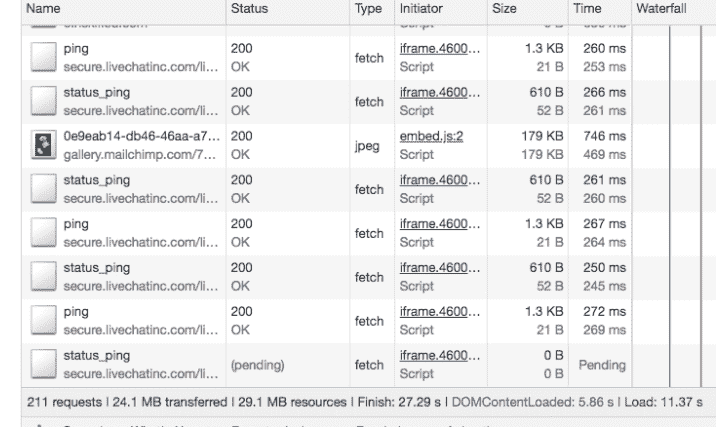 Name Status Type Initiator Size Time Waterfall
ping 200 fetch iframe.4600... 1.3 KB 260 ms
secure.livechatinc.com/li... OK Script 21 B 253 ms
status_ping 200 fetch iframe.4600... 610 B 266 ms
secure.livechatinc.com/li... OK Script 52 B 261 ms
0e9eab14-db46-46aa-a7... 200 jpeg embed.js:2 179 KB 746 ms
gallery.mailchimp.com/7... OK Script 179 KB 469 ms
status_ping 200 fetch iframe.4600... 610 B 261 ms
secure.livechatinc.com/li... OK Script 52 B 260 ms
ping 200 fetch iframe.4600... 1.3 KB 267 ms
secure.livechatinc.com/li... OK Script 21 B 264 ms
status_ping 200 fetch iframe.4600... 610 B 250 ms
secure.livechatinc.com/li... OK Script 52 B 245 ms
ping 200 fetch iframe.4600... 1.3 KB 272 ms
secure.livechatinc.com/li... OK Script 21 B 269 ms
status_ping (pending) fetch iframe.4600... 0 B Pending
secure.livechatinc.com/li... Script 0 B
211 requests | 24.1 MB transferred | 29.1 MB resources | Finish: 27.29 s | DOMContentLoaded: 5.86 s | Load: 11.37 s